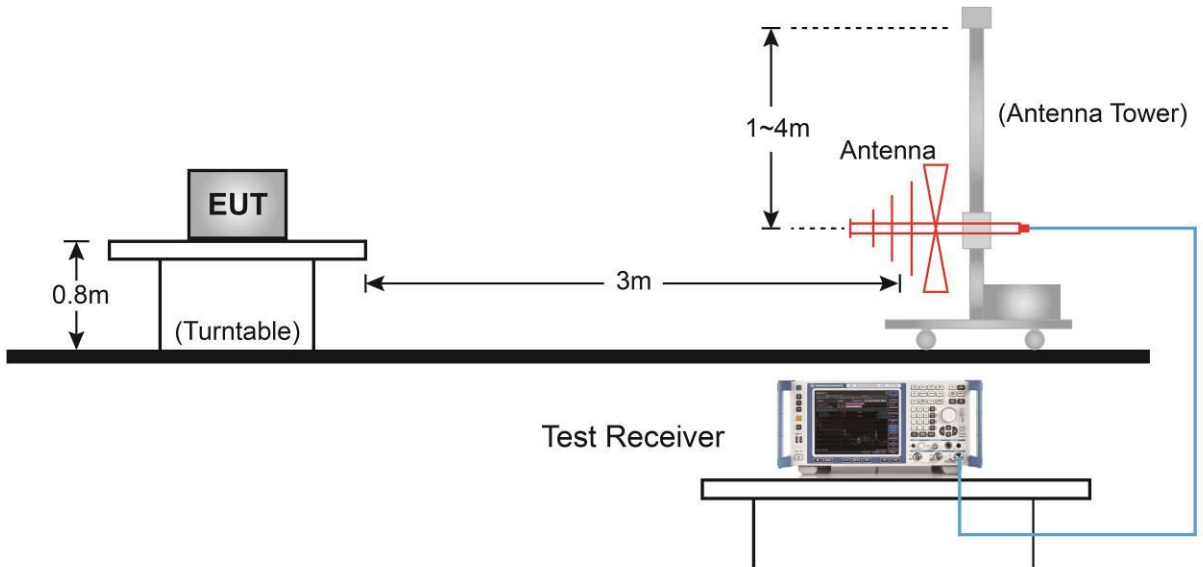 1~4m
(Antenna Tower)
Antenna
EUT
0.8m
3m
(Turntable)
Test Receiver